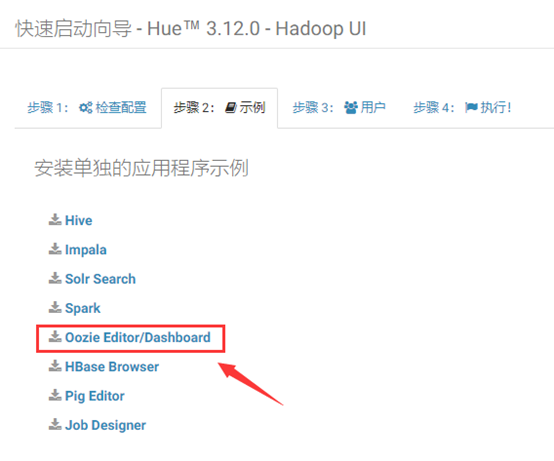 快速启动向导 - Hue™ 3.12.0 - Hadoop UI
步骤 1： 检查配置 步骤 2： 示例 步骤 3： 用户 步骤 4： 执行!
安装单独的应用程序示例
Hive
Impala
Solr Search
Spark
Oozie Editor/Dashboard
HBase Browser
Pig Editor
Job Designer